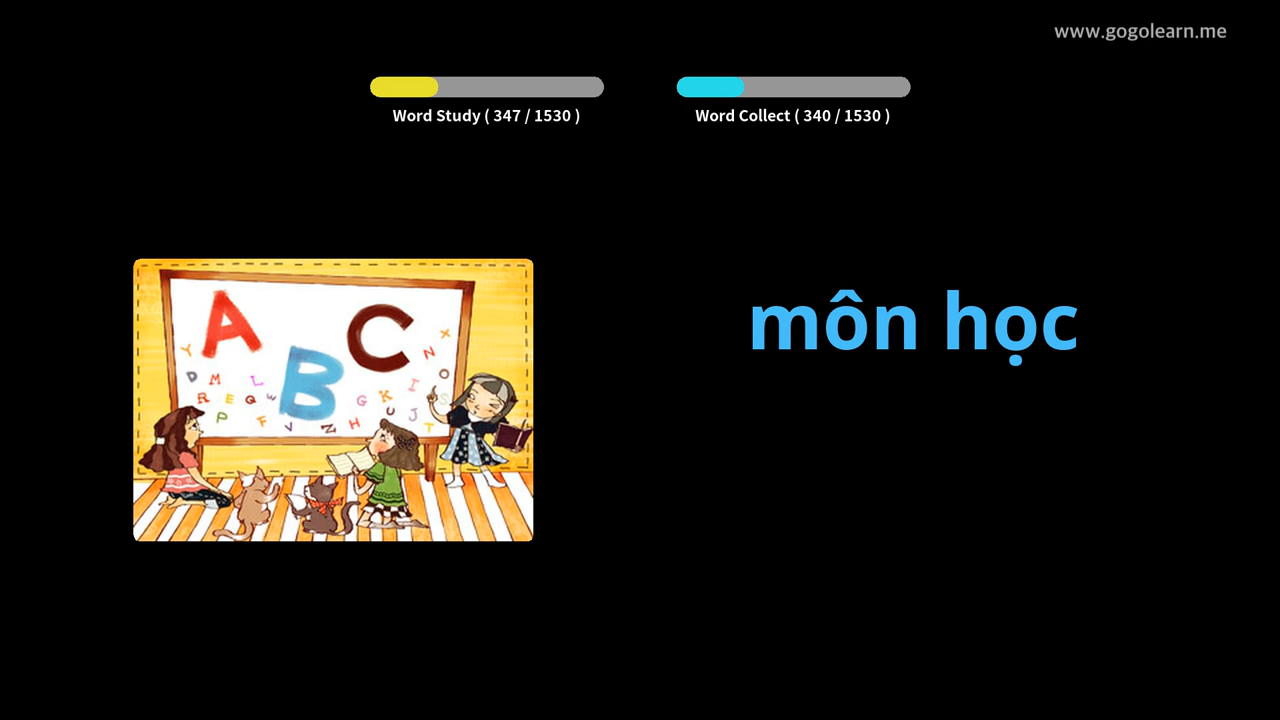 www.gogolearn.me
Word Study ( 347 / 1530 )
Word Collect ( 340 / 1530 )
môn học
A
B
C
X
Y
N
D
M
L
O
I
R
E
Q
W
G
K
S
U
J
P
F
V
Z
H
T